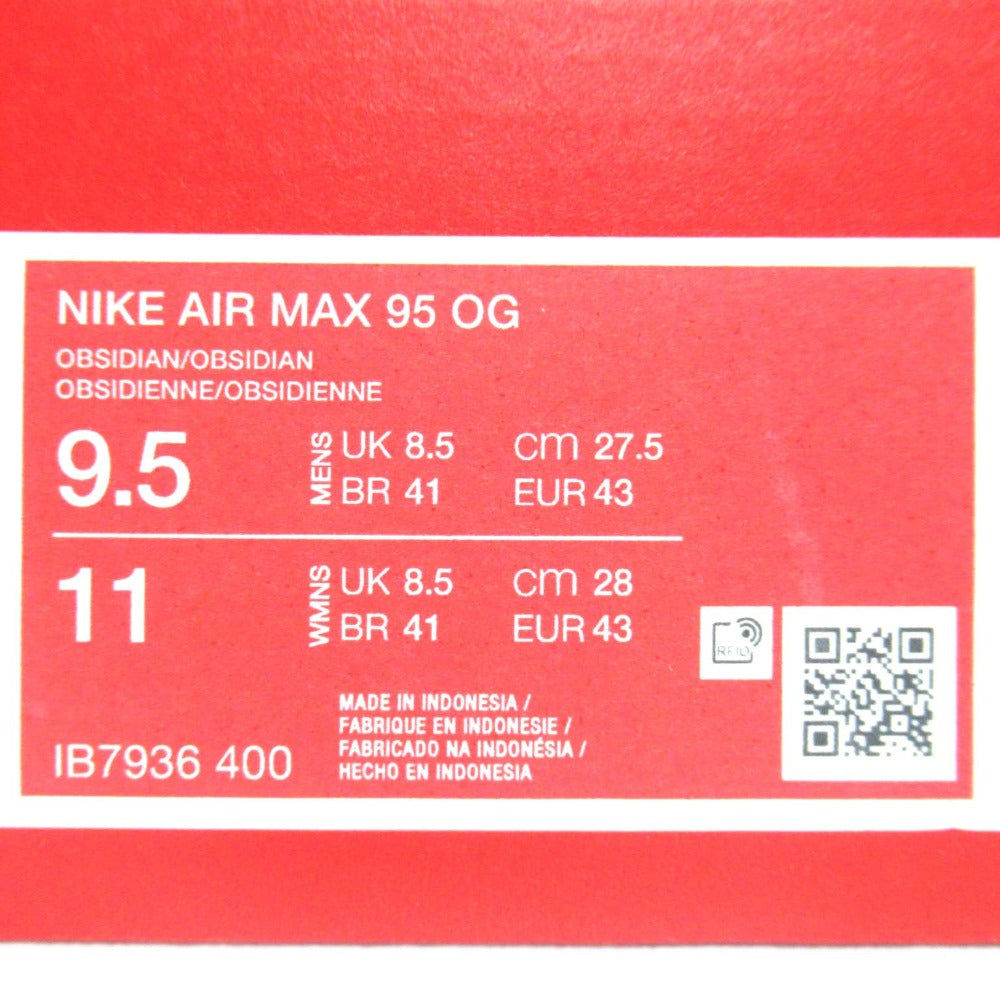 NIKE AIR MAX 95 OG
OBSIDIAN/OBSIDIAN
OBSIDIENNE/OBSIDIENNE
9.5
MENS
UK 8.5 cm 27.5
BR 41 EUR 43
11
WMNS
UK 8.5 cm 28
BR 41 EUR 43
RFID
MADE IN INDONESIA /
FABRIQUE EN INDONESIE /
FABRICADO NA INDONÉSIA /
HECHO EN INDONESIA
IB7936 400